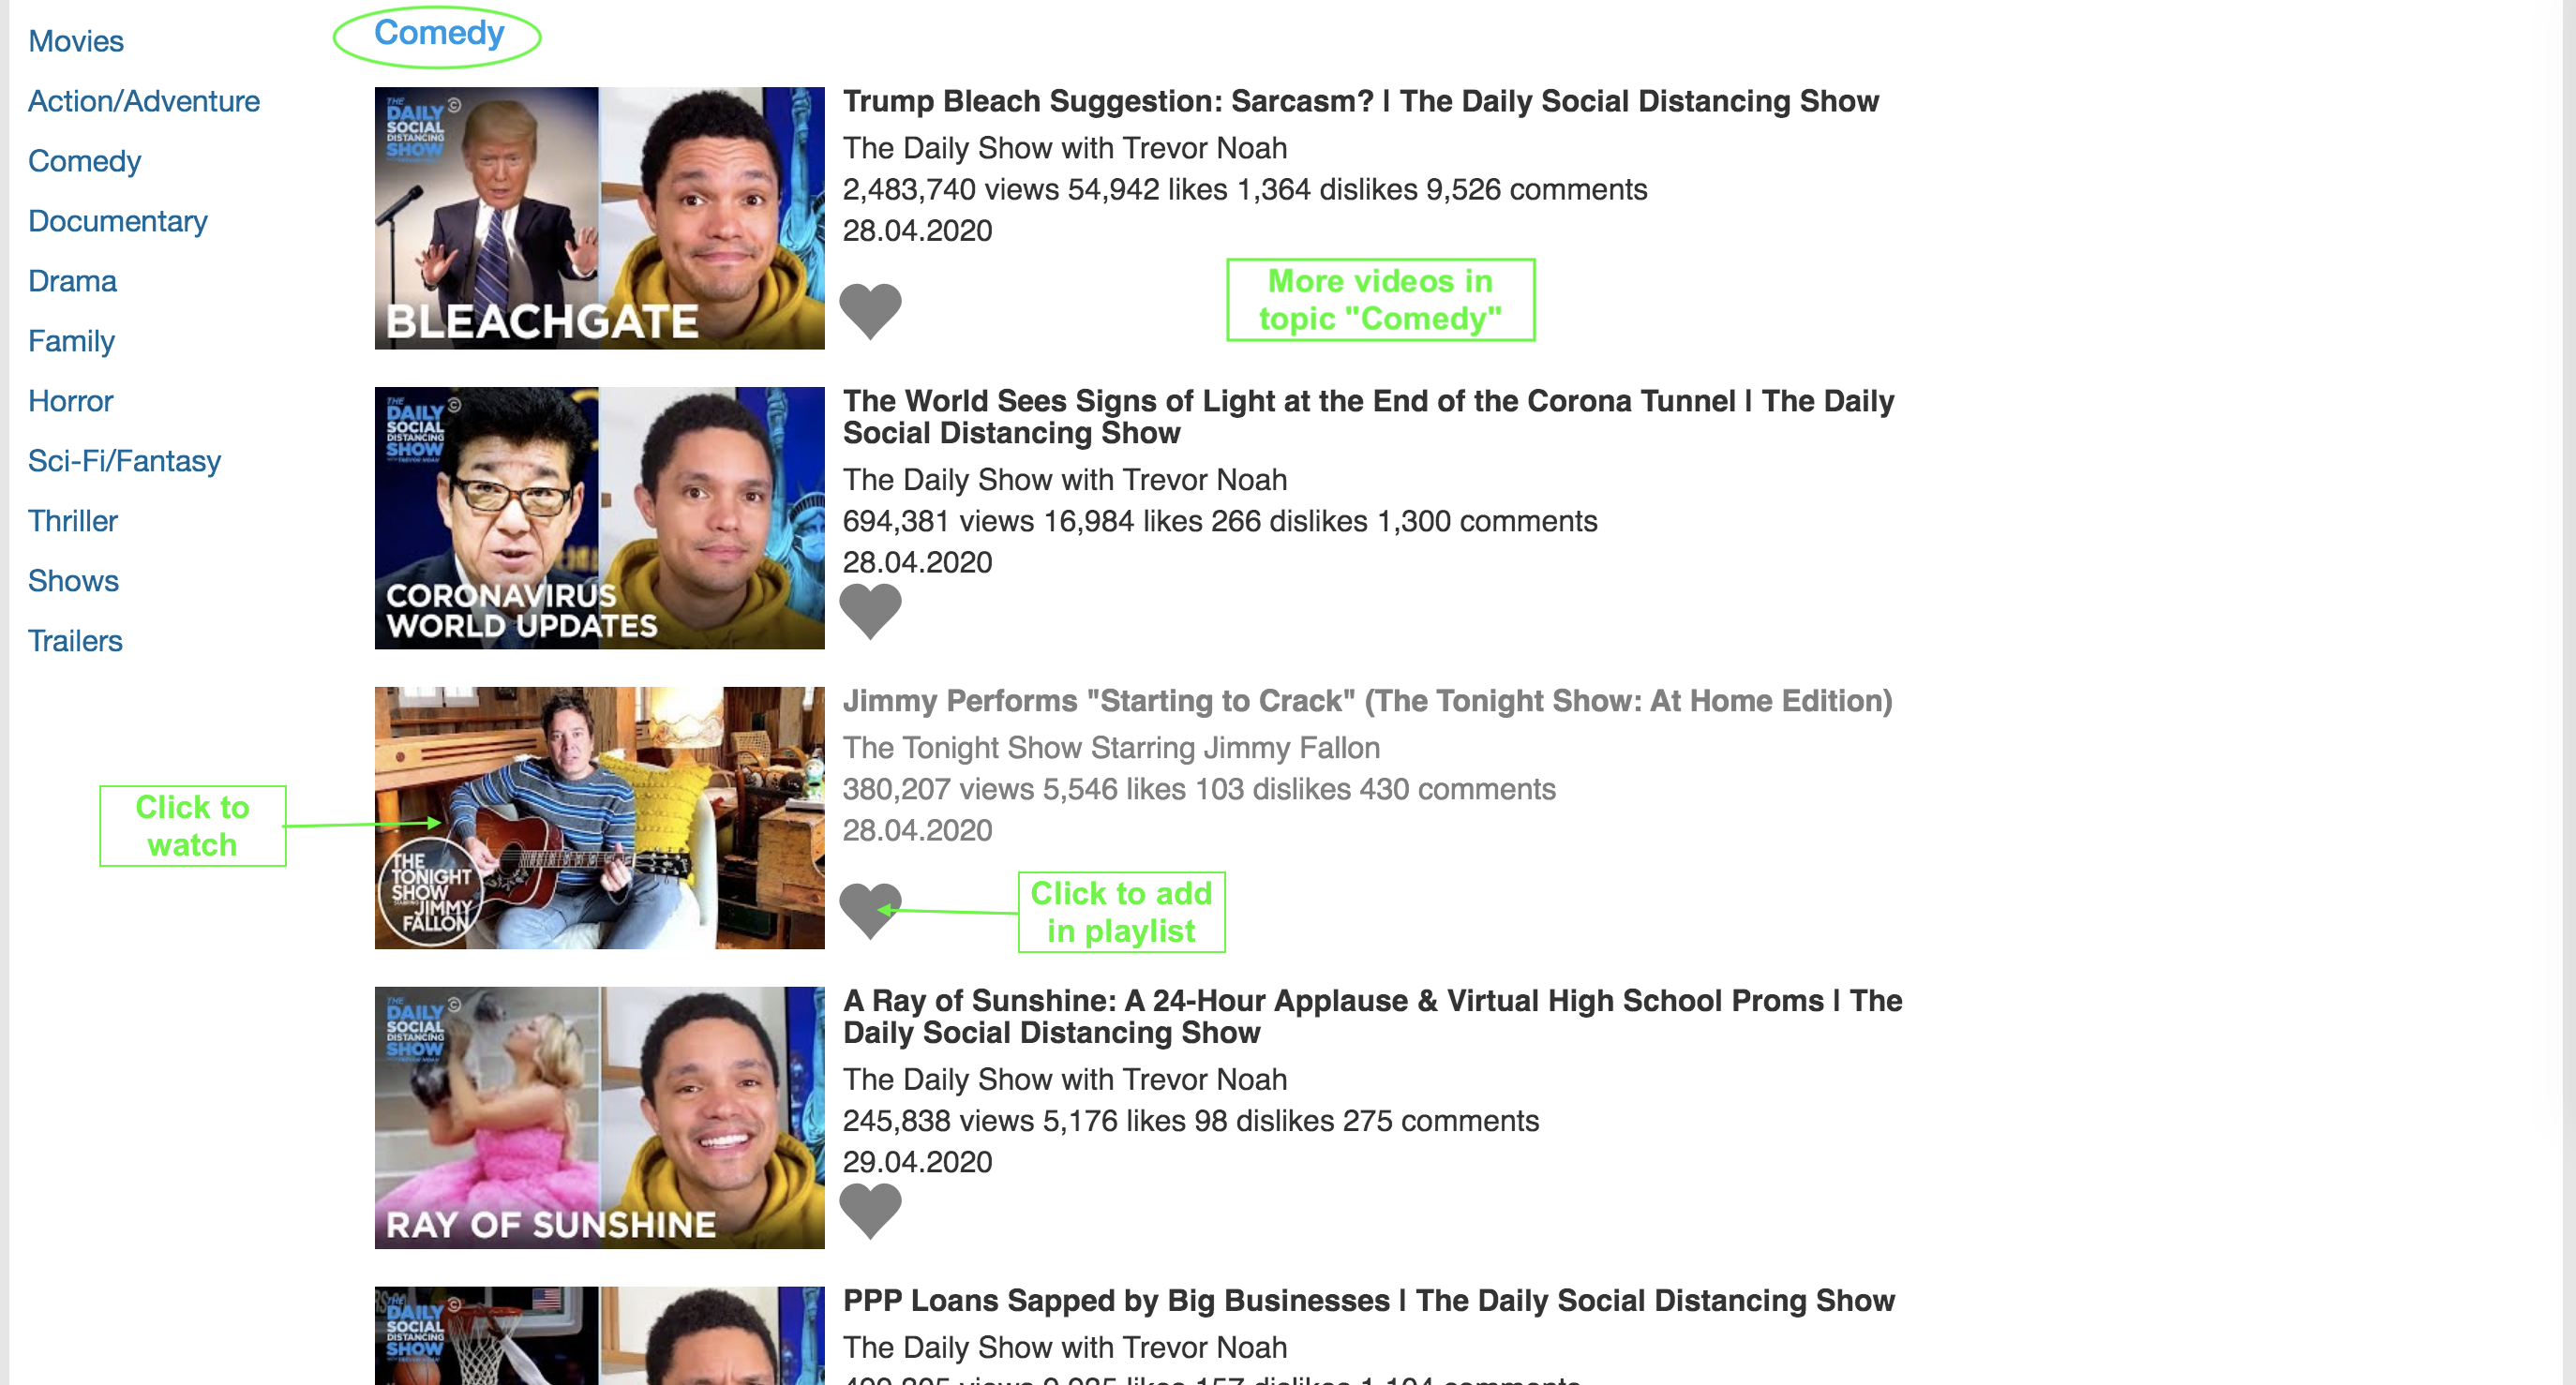 Movies
Action/Adventure
Comedy
Documentary
Drama
Family
Horror
Sci-Fi/Fantasy
Thriller
Shows
Trailers
Comedy
THE
DAILY
SOCIAL
DISTANCING
SHOW
BLEACHGATE
Trump Bleach Suggestion: Sarcasm? | The Daily Social Distancing Show
The Daily Show with Trevor Noah
2,483,740 views 54,942 likes 1,364 dislikes 9,526 comments
28.04.2020
More videos in
topic "Comedy"
THE
DAILY
SOCIAL
DISTANCING
SHOW
CORONAVIRUS
WORLD UPDATES
The World Sees Signs of Light at the End of the Corona Tunnel | The Daily
Social Distancing Show
The Daily Show with Trevor Noah
694,381 views 16,984 likes 266 dislikes 1,300 comments
28.04.2020
Click to
watch
THE
TONIGHT
SHOW
JIMMY
FALLON
Jimmy Performs "Starting to Crack" (The Tonight Show: At Home Edition)
The Tonight Show Starring Jimmy Fallon
380,207 views 5,546 likes 103 dislikes 430 comments
28.04.2020
Click to add
in playlist
THE
DAILY
SOCIAL
DISTANCING
SHOW
RAY OF SUNSHINE
A Ray of Sunshine: A 24-Hour Applause & Virtual High School Proms | The
Daily Social Distancing Show
The Daily Show with Trevor Noah
245,838 views 5,176 likes 98 dislikes 275 comments
29.04.2020
THE
DAILY
SOCIAL
DISTANCING
SHOW
PPP Loans Sapped by Big Businesses | The Daily Social Distancing Show
The Daily Show with Trevor Noah